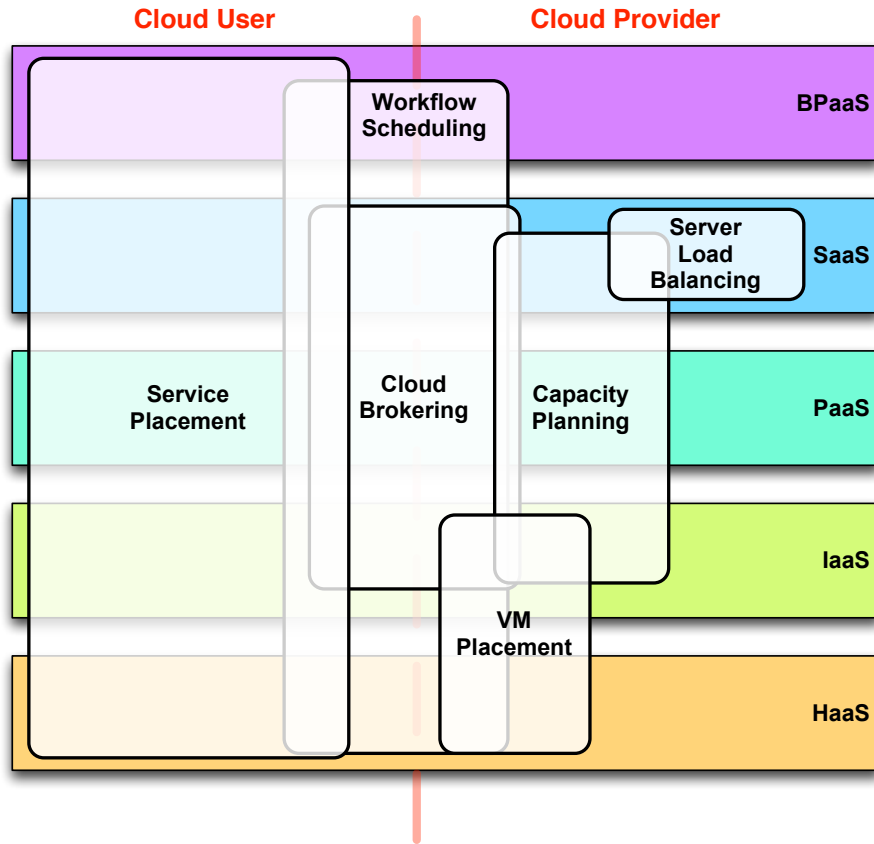 Cloud User
Cloud Provider
Workflow
Scheduling
BPaaS
Server
Load
Balancing
SaaS
Service
Placement
Cloud
Brokering
Capacity
Planning
PaaS
IaaS
VM
Placement
HaaS